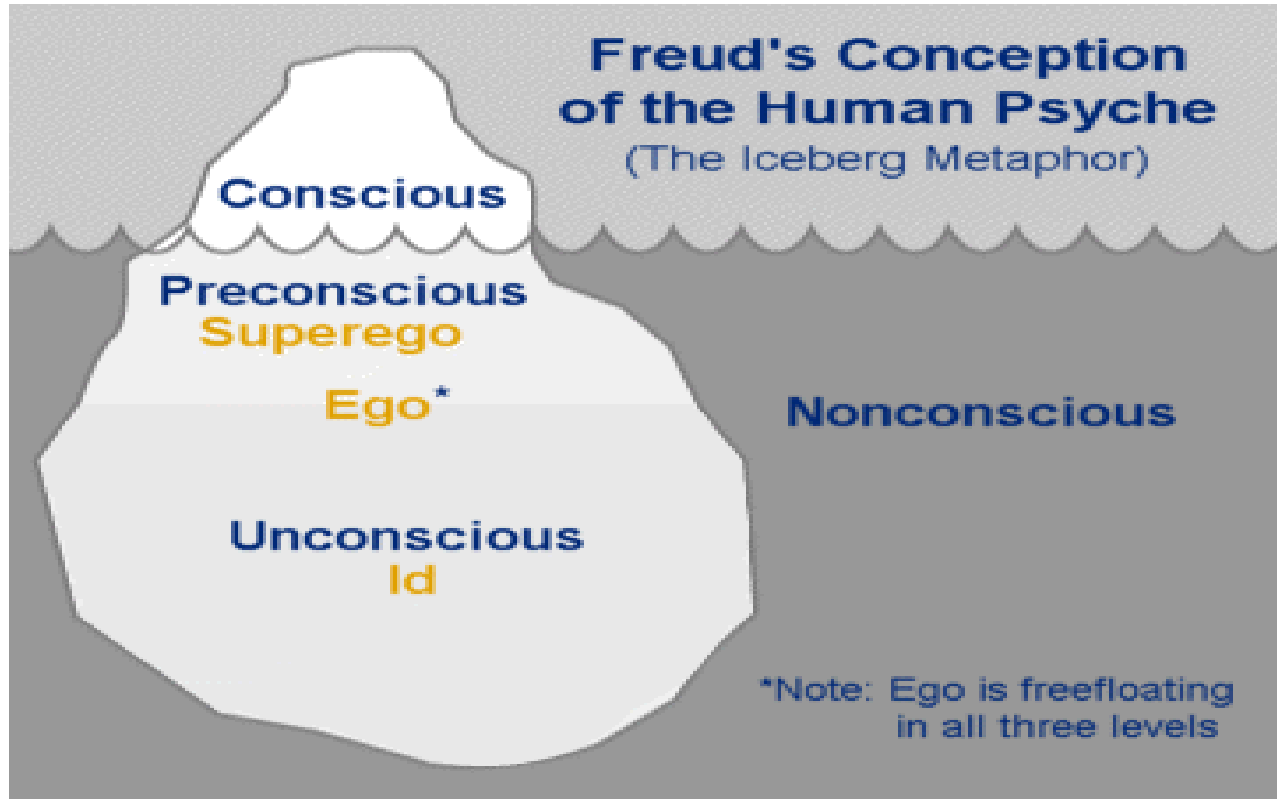 Freud's Conception
of the Human Psyche
(The Iceberg Metaphor)
Conscious
Preconscious
Superego
Ego*
Nonconscious
Unconscious
Id
*Note: Ego is freefloating
in all three levels